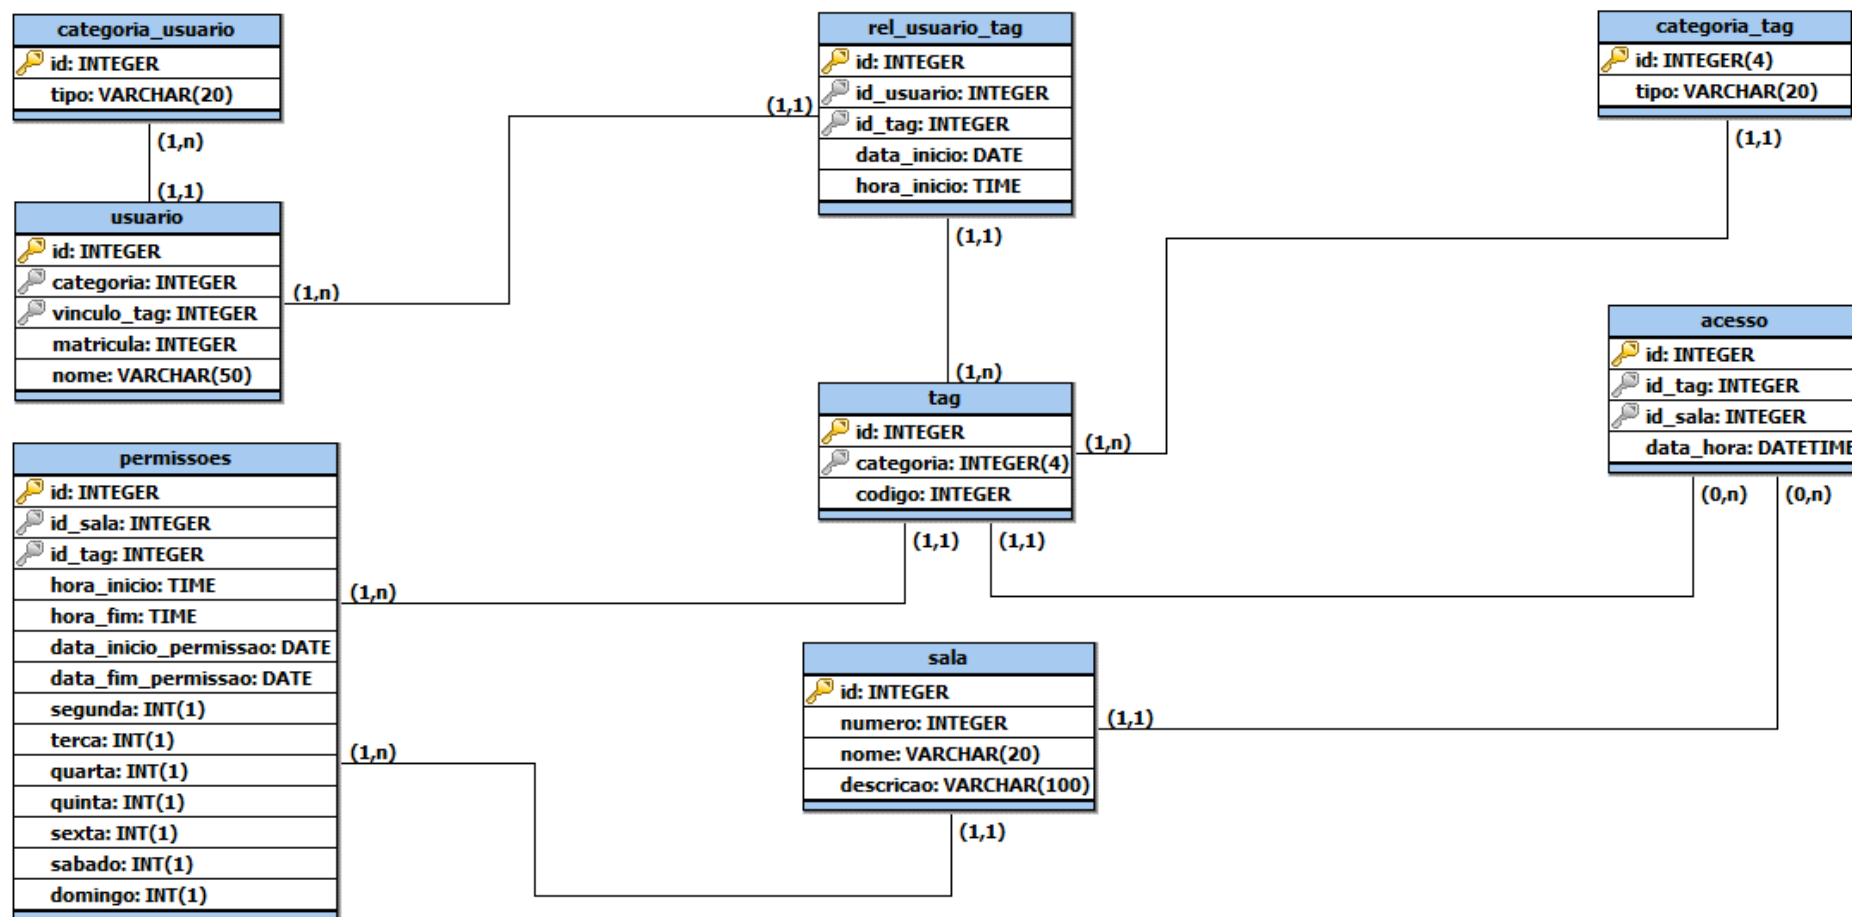 categoria_usuario
id: INTEGER
tipo: VARCHAR(20)
(1,n)
(1,1)
usuario
id: INTEGER
categoria: INTEGER
vinculo_tag: INTEGER
matricula: INTEGER
nome: VARCHAR(50)
(1,n)
(1,1)
rel_usuario_tag
id: INTEGER
id_usuario: INTEGER
id_tag: INTEGER
data_inicio: DATE
hora_inicio: TIME
(1,1)
(1,n)
tag
id: INTEGER
categoria: INTEGER(4)
codigo: INTEGER
(1,n)
(1,1)
(1,1)
categoria_tag
id: INTEGER(4)
tipo: VARCHAR(20)
(1,1)
acesso
id: INTEGER
id_tag: INTEGER
id_sala: INTEGER
data_hora: DATETIME
(0,n)
(0,n)
permissoes
id: INTEGER
id_sala: INTEGER
id_tag: INTEGER
hora_inicio: TIME
hora_fim: TIME
data_inicio_permissao: DATE
data_fim_permissao: DATE
segunda: INT(1)
terca: INT(1)
quarta: INT(1)
quinta: INT(1)
sexta: INT(1)
sabado: INT(1)
domingo: INT(1)
(1,n)
(1,n)
sala
id: INTEGER
numero: INTEGER
nome: VARCHAR(20)
descricao: VARCHAR(100)
(1,1)
(1,1)